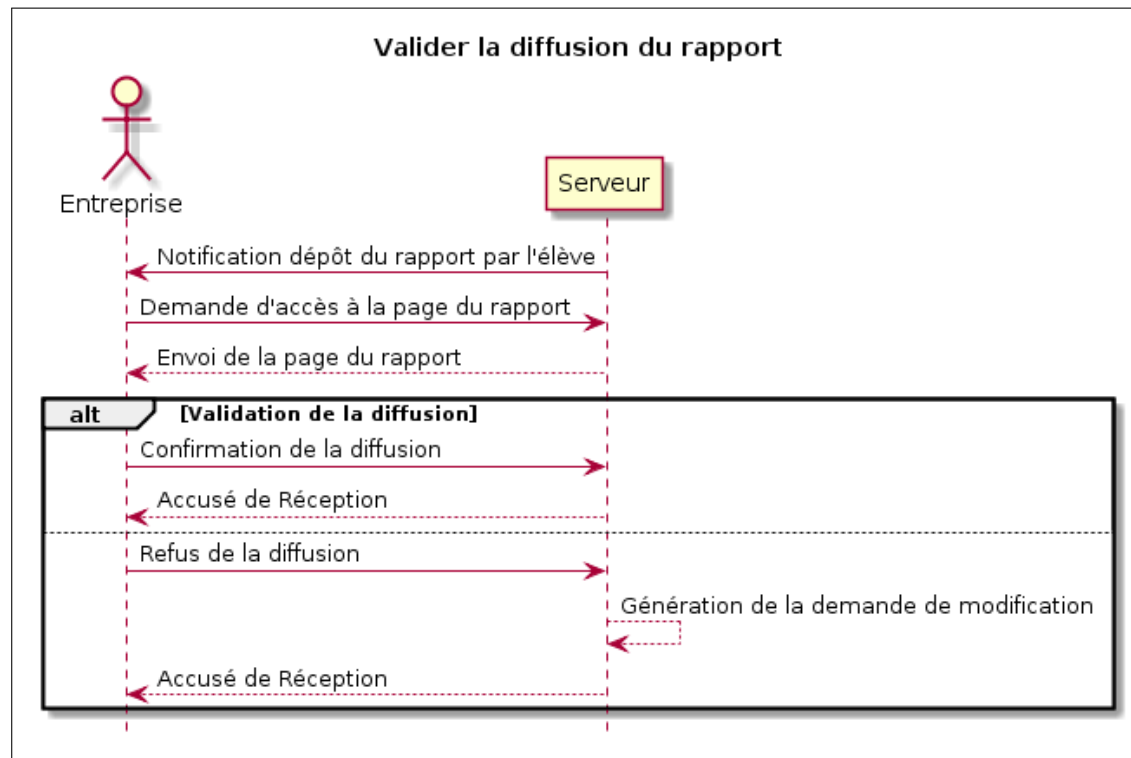 Valider la diffusion du rapport
Entreprise
Serveur
Notification dépôt du rapport par l'élève
Demande d'accès à la page du rapport
Envoi de la page du rapport
alt [Validation de la diffusion]
Confirmation de la diffusion
Accusé de Réception
Refus de la diffusion
Génération de la demande de modification
Accusé de Réception